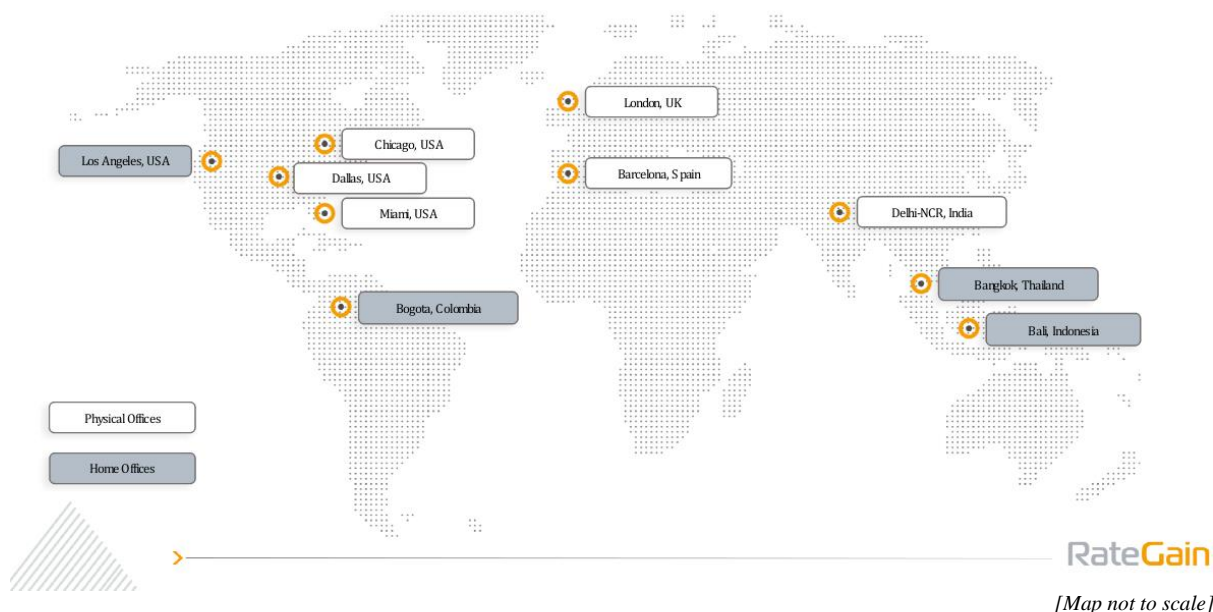 London, UK
Chicago, USA
Los Angeles, USA
Dallas, USA
Barcelona, Spain
Miami, USA
Delhi-NCR, India
Bangkok, Thailand
Bogota, Colombia
Bali, Indonesia
Physical Offices
Home Offices
RateGain
[Map not to scale]